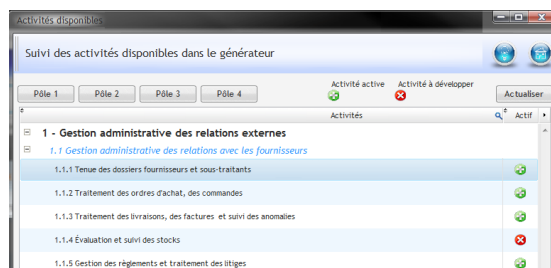 Activités disponibles
Suivi des activités disponibles dans le générateur
Pôle 1 Pôle 2 Pôle 3 Pôle 4 Activité active Activité à développer Actualiser
Activités Actif
1 - Gestion administrative des relations externes
1.1 Gestion administrative des relations avec les fournisseurs
1.1.1 Tenue des dossiers fournisseurs et sous-traitants
1.1.2 Traitement des ordres d'achat, des commandes
1.1.3 Traitement des livraisons, des factures et suivi des anomalies
1.1.4 Évaluation et suivi des stocks
1.1.5 Gestion des règlements et traitement des litiges